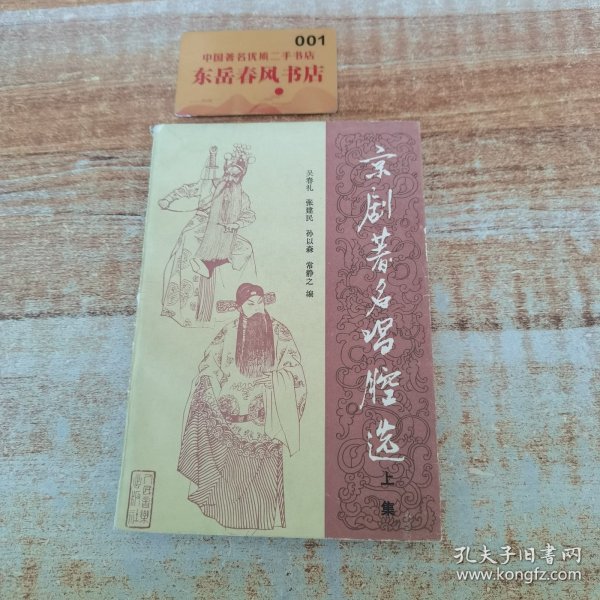 001
中国著名优质二手书店
东岳春风书店
京剧著名唱腔选
上集
吴春礼 张建民 孙以森 常静之 编
孔夫子旧书网
www.kongfz.com